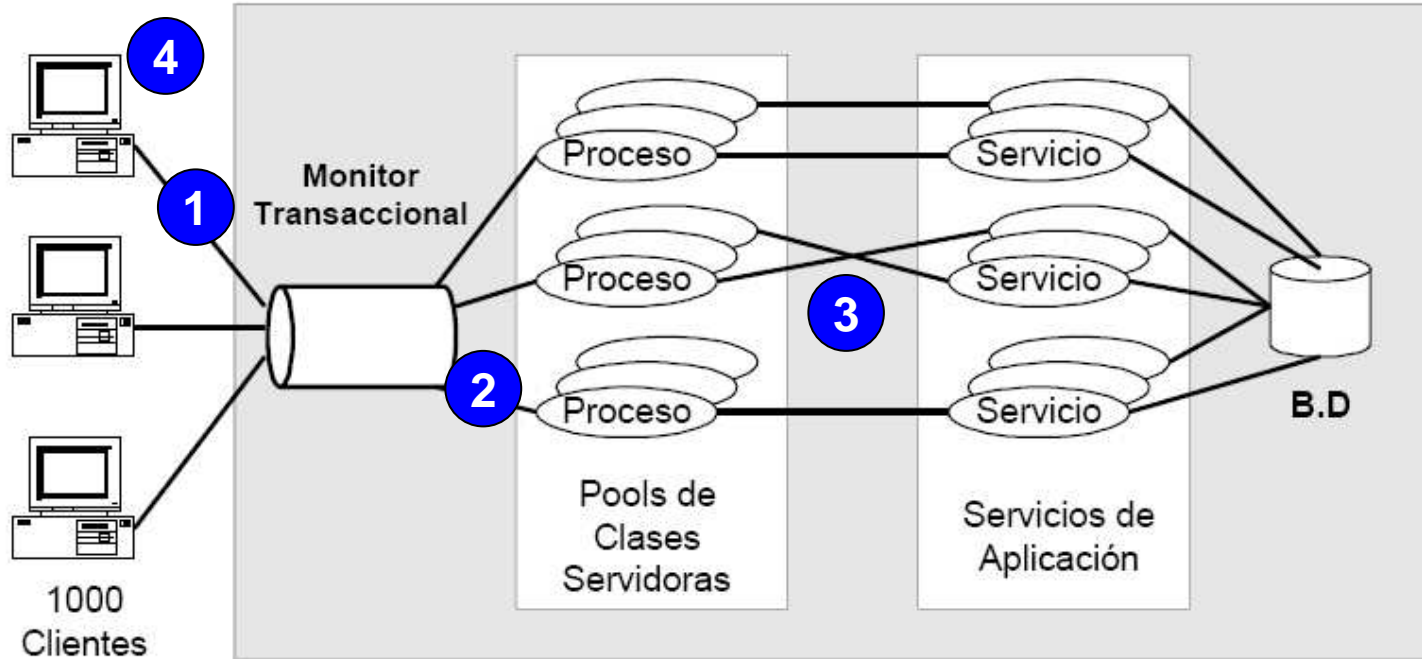 4
1
Monitor
Transaccional
Proceso
Servicio
Proceso
Servicio
3
2
Proceso
Servicio
B.D
Pools de
Clases
Servidoras
Servicios de
Aplicación
1000
Clientes